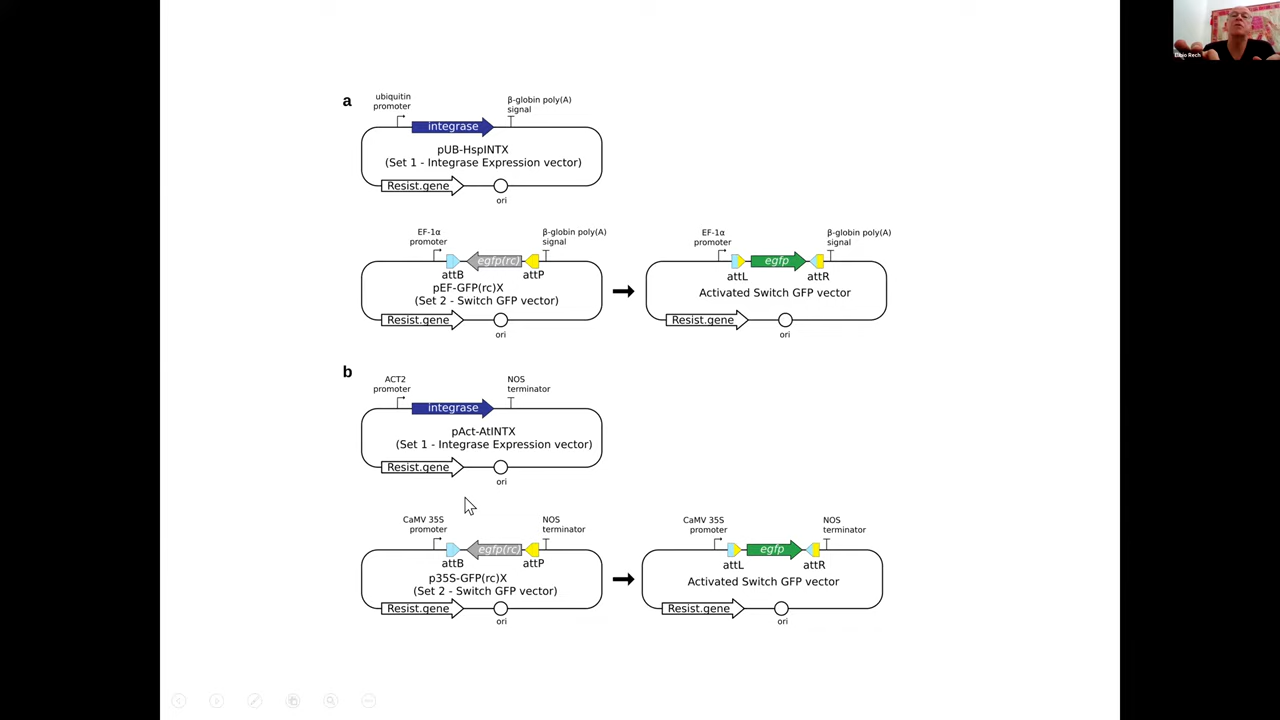 Elibio Rech
a
ubiquitin
promoter
β-globin poly(A)
signal
integrase
pUB-HspINTX
(Set 1 - Integrase Expression vector)
Resist.gene
ori
EF-1α
promoter
β-globin poly(A)
signal
egfp(rc)
attB
attP
pEF-GFP(rc)X
(Set 2 - Switch GFP vector)
Resist.gene
ori
EF-1α
promoter
β-globin poly(A)
signal
egfp
attL
attR
Activated Switch GFP vector
Resist.gene
ori
b
ACT2
promoter
NOS
terminator
integrase
pAct-AtINTX
(Set 1 - Integrase Expression vector)
Resist.gene
ori
CaMV 35S
promoter
NOS
terminator
egfp(rc)
attB
attP
p35S-GFP(rc)X
(Set 2 - Switch GFP vector)
Resist.gene
ori
CaMV 35S
promoter
NOS
terminator
egfp
attL
attR
Activated Switch GFP vector
Resist.gene
ori